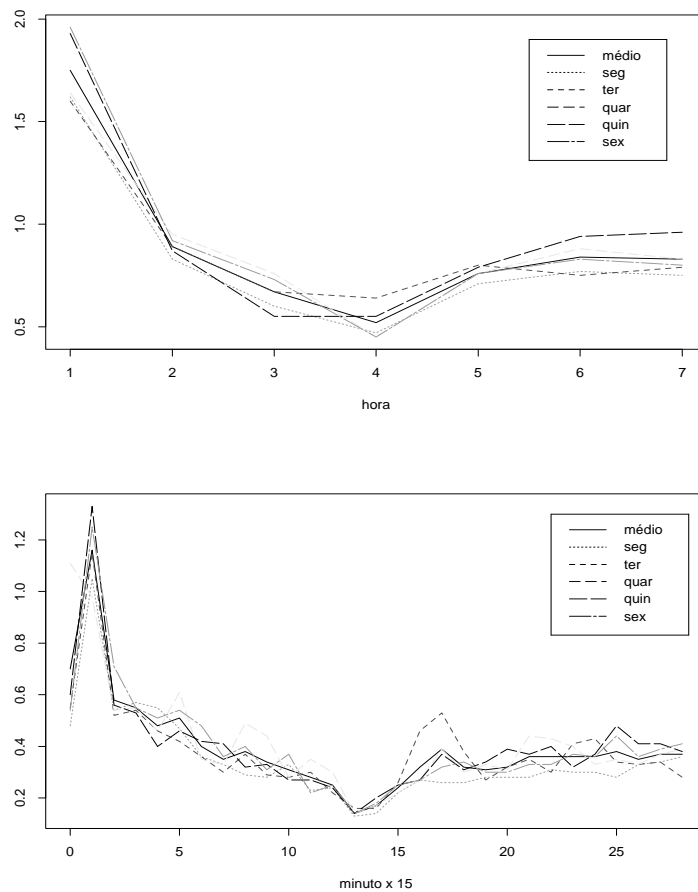 2.0
1.5
1.0
0.5
médio
seg
ter
quar
quin
sex
1 2 3 4 5 6 7
hora
1.2
1.0
0.8
0.6
0.4
0.2
médio
seg
ter
quar
quin
sex
0 5 10 15 20 25
minuto x 15